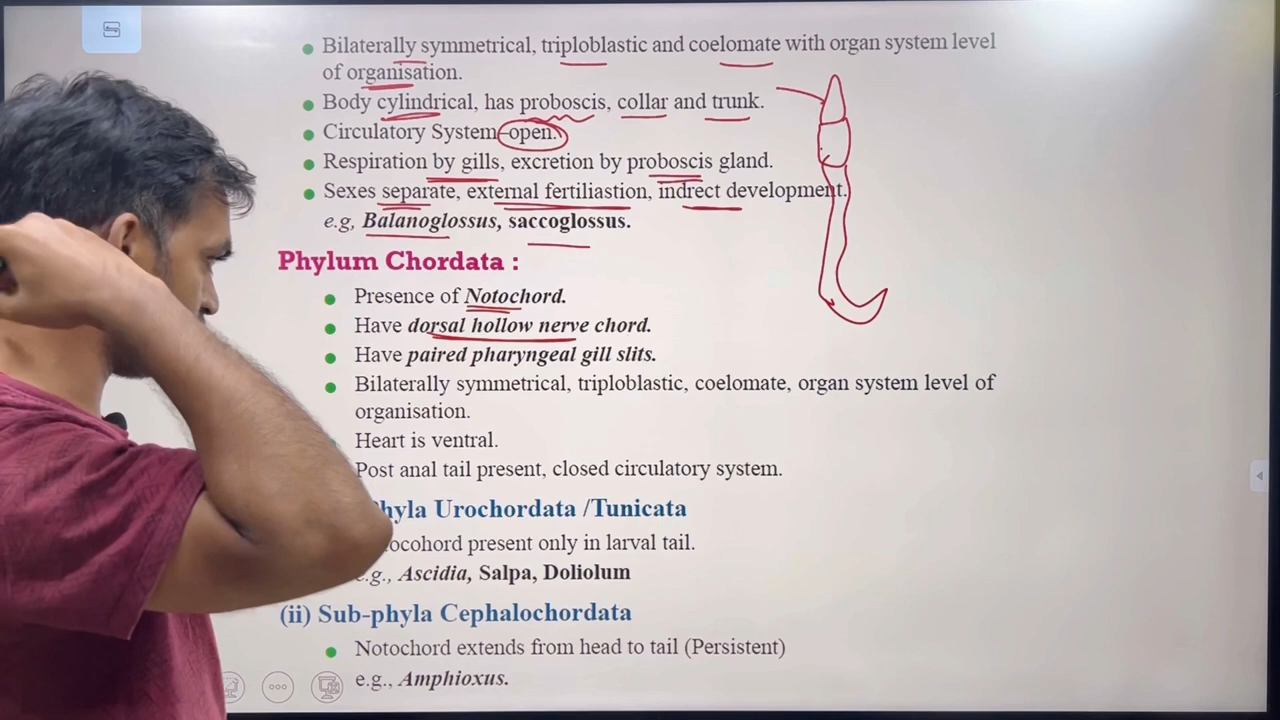 Bilaterally symmetrical, triploblastic and coelomate with organ system level
of organisation.
Body cylindrical, has proboscis, collar and trunk.
Circulatory System-open.
Respiration by gills, excretion by proboscis gland.
Sexes separate, external fertiliastion, indrect development.
e.g, Balanoglossus, saccoglossus.
Phylum Chordata :
Presence of Notochord.
Have dorsal hollow nerve chord.
Have paired pharyngeal gill slits.
Bilaterally symmetrical, triploblastic, coelomate, organ system level of
organisation.
Heart is ventral.
Post anal tail present, closed circulatory system.
hyla Urochordata /Tunicata
ocohord present only in larval tail.
e.g., Ascidia, Salpa, Doliolum
(ii) Sub-phyla Cephalochordata
Notochord extends from head to tail (Persistent)
e.g., Amphioxus.